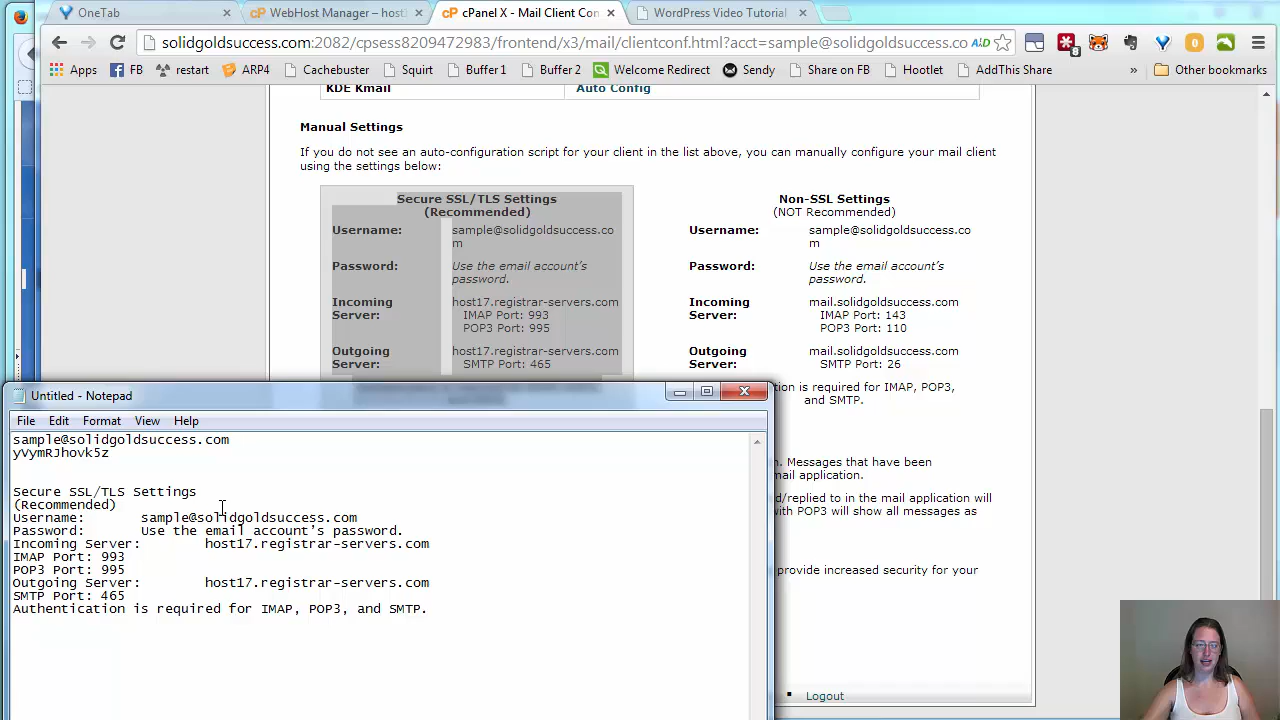 OneTab
WebHost Manager – host
cPanel X - Mail Client Con
WordPress Video Tutorial
solidgoldsuccess.com:2082/cpsess8209472983/frontend/x3/mail/clientconf.html?acct=sample@solidgoldsuccess.co
Apps FB restart ARP4 Cachebuster Squirt Buffer 1 Buffer 2 Welcome Redirect Sendy Share on FB Hootlet AddThis Share » Other bookmarks
KDE Kmail Auto Config
Manual Settings
If you do not see an auto-configuration script for your client in the list above, you can manually configure your mail client
using the settings below:
Secure SSL/TLS Settings
(Recommended)
Username: sample@solidgoldsuccess.co
m
Password: Use the email account's
password.
Incoming host17.registrar-servers.com
Server: IMAP Port: 993
POP3 Port: 995
Outgoing host17.registrar-servers.com
Server: SMTP Port: 465
Non-SSL Settings
(NOT Recommended)
Username: sample@solidgoldsuccess.co
m
Password: Use the email account's
password.
Incoming mail.solidgoldsuccess.com
Server: IMAP Port: 143
POP3 Port: 110
Outgoing mail.solidgoldsuccess.com
Server: SMTP Port: 26
tion is required for IMAP, POP3,
and SMTP.
n. Messages that have been
mail application.
d/replied to in the mail application will
with POP3 will show all messages as
provide increased security for your
Logout
Untitled - Notepad
File Edit Format View Help
sample@solidgoldsuccess.com
yVymRJhovk5z
Secure SSL/TLS Settings
(Recommended)
Username: sample@solidgoldsuccess.com
Password: Use the email account's password.
Incoming Server: host17.registrar-servers.com
IMAP Port: 993
POP3 Port: 995
Outgoing Server: host17.registrar-servers.com
SMTP Port: 465
Authentication is required for IMAP, POP3, and SMTP.